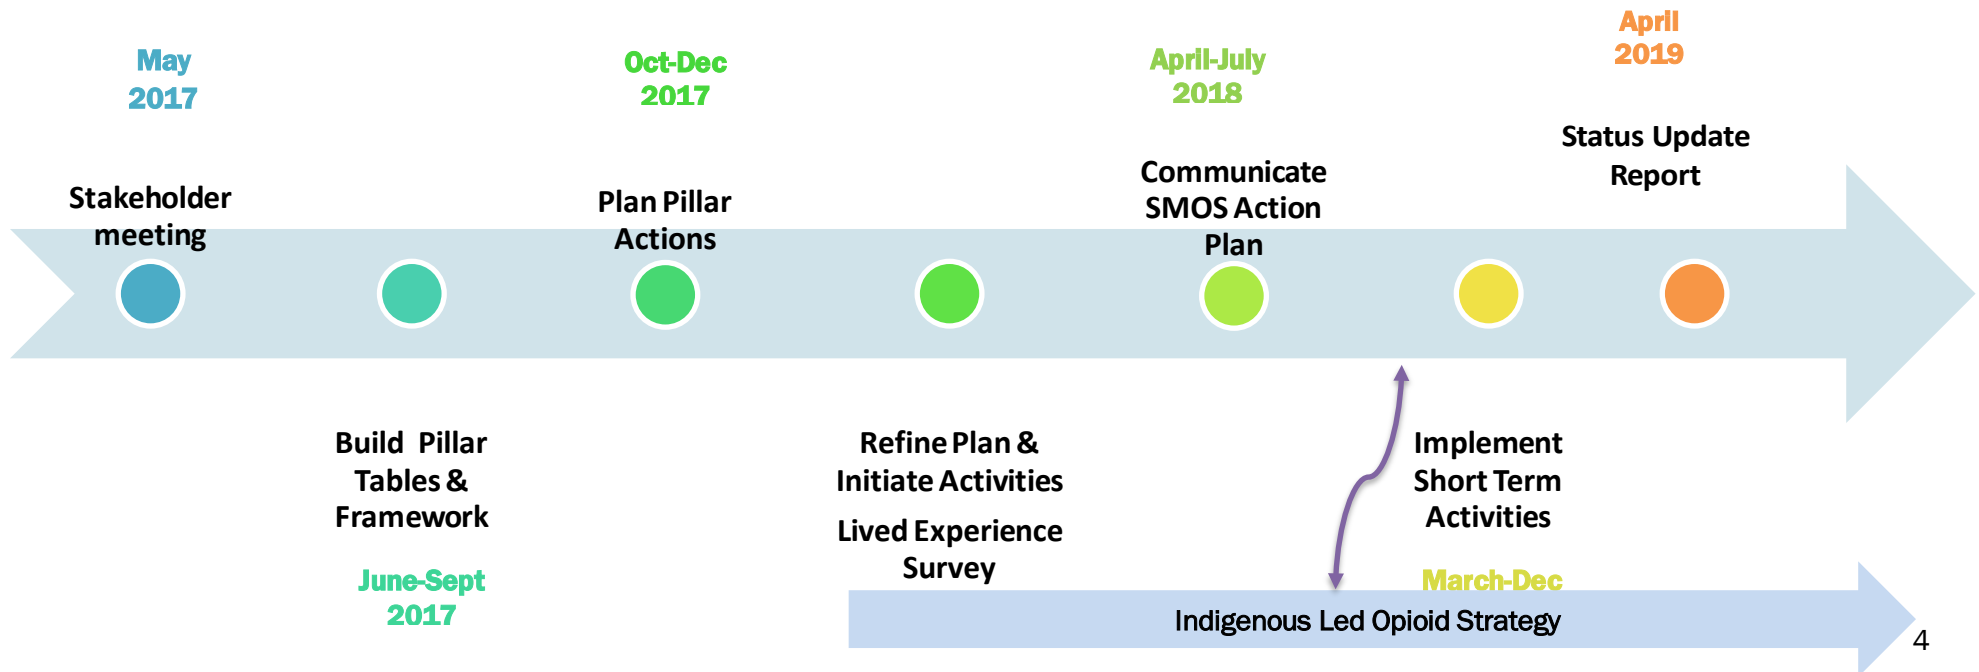 May
2017
Stakeholder
meeting
Build Pillar
Tables &
Framework
June-Sept
2017
Oct-Dec
2017
Plan Pillar
Actions
Refine Plan &
Initiate Activities
Lived Experience
Survey
April-July
2018
Communicate
SMOS Action
Plan
Implement
Short Term
Activities
March-Dec
April
2019
Status Update
Report
Indigenous Led Opioid Strategy
4